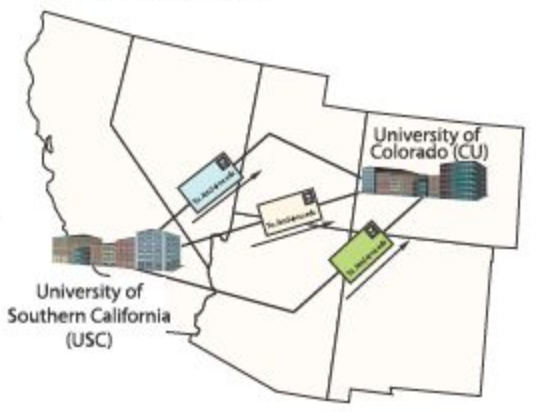 University of
Colorado (CU)
University of
Southern California
(USC)